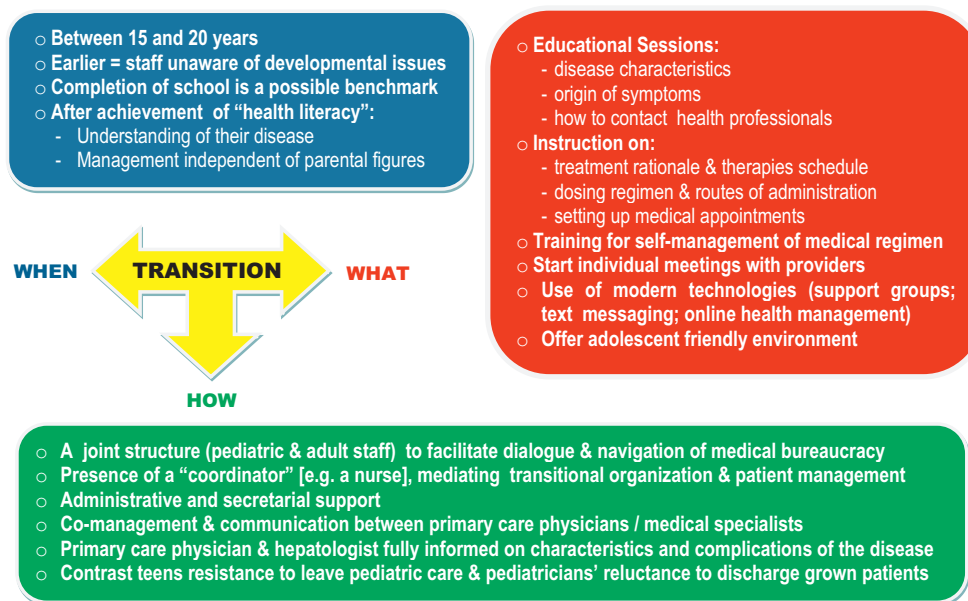 o Between 15 and 20 years
o Earlier = staff unaware of developmental issues
o Completion of school is a possible benchmark
o After achievement of “health literacy”:
- Understanding of their disease
- Management independent of parental figures
o Educational Sessions:
- disease characteristics
- origin of symptoms
- how to contact health professionals
o Instruction on:
- treatment rationale & therapies schedule
- dosing regimen & routes of administration
- setting up medical appointments
o Training for self-management of medical regimen
o Start individual meetings with providers
o Use of modern technologies (support groups;
text messaging; online health management)
o Offer adolescent friendly environment
WHEN
TRANSITION
WHAT
HOW
o A joint structure (pediatric & adult staff) to facilitate dialogue & navigation of medical bureaucracy
o Presence of a “coordinator” [e.g. a nurse], mediating transitional organization & patient management
o Administrative and secretarial support
o Co-management & communication between primary care physicians / medical specialists
o Primary care physician & hepatologist fully informed on characteristics and complications of the disease
o Contrast teens resistance to leave pediatric care & pediatricians’ reluctance to discharge grown patients